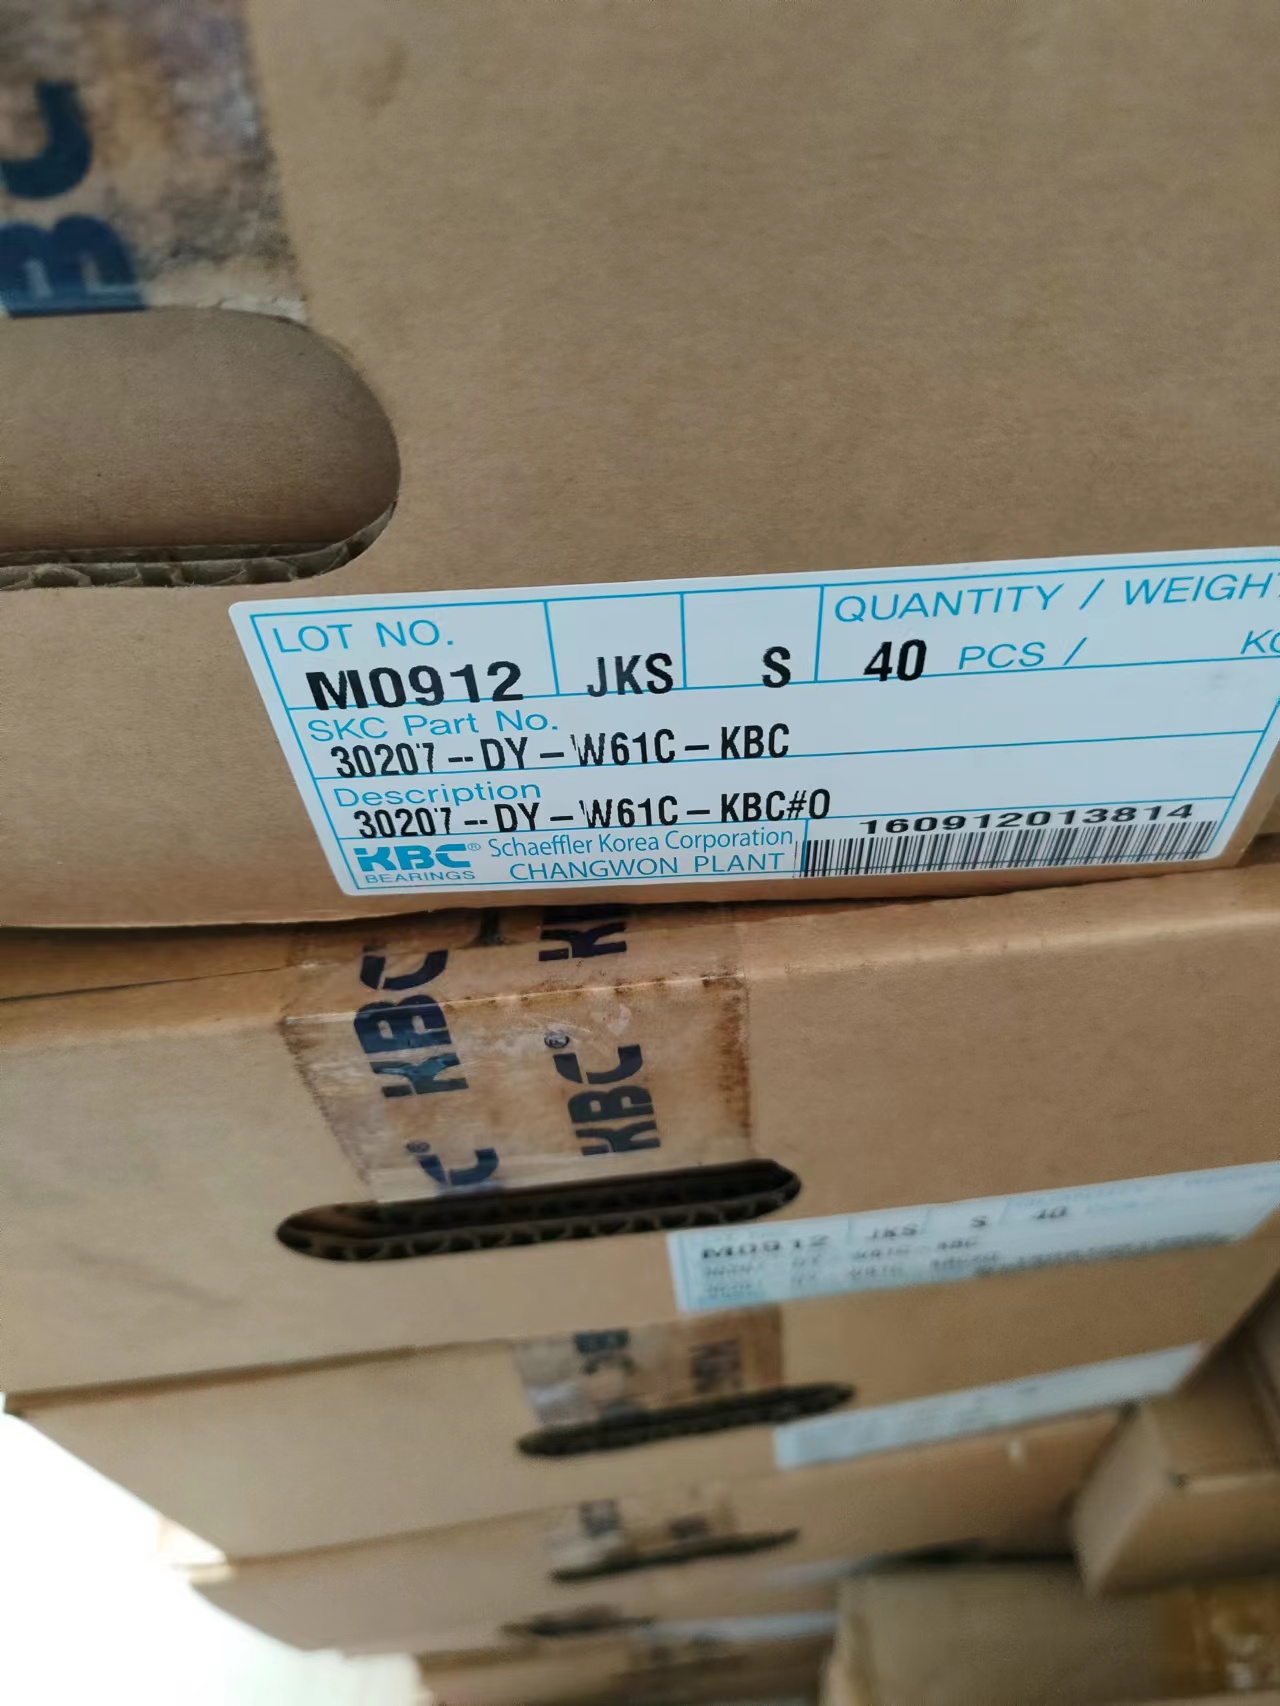 BC
LOT NO.
M0912 JKS S
QUANTITY / WEIGHT
40 PCS /
SKC Part No.
30207--DY-W61C-KBC
Description
30207--DY-W61C-KBC#0
KBC® Schaeffler Korea Corporation
BEARINGS CHANGWON PLANT
160912013814
KBC
KBC
C®
KBC®
M0912 JKS S 40